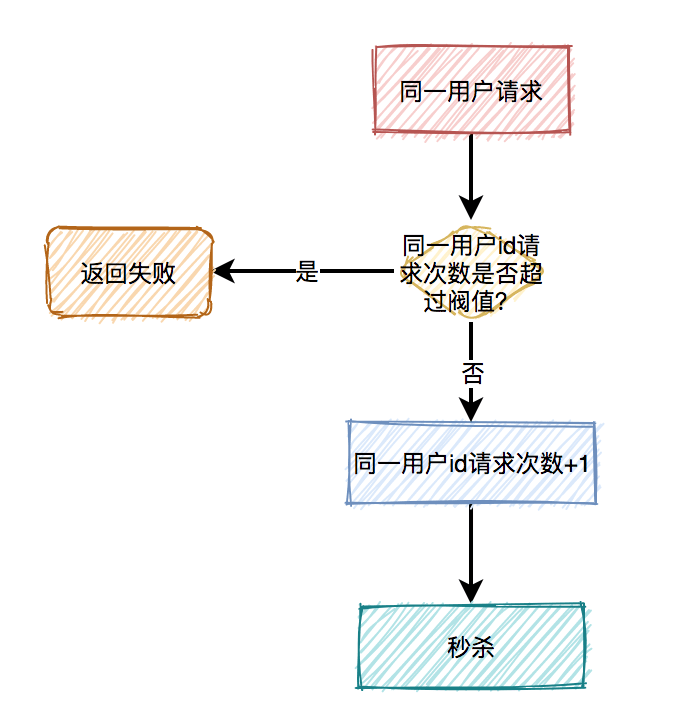 同一用户请求
同一用户id请
求次数是否超
过阀值?
是
返回失败
否
同一用户id请求次数+1
秒杀